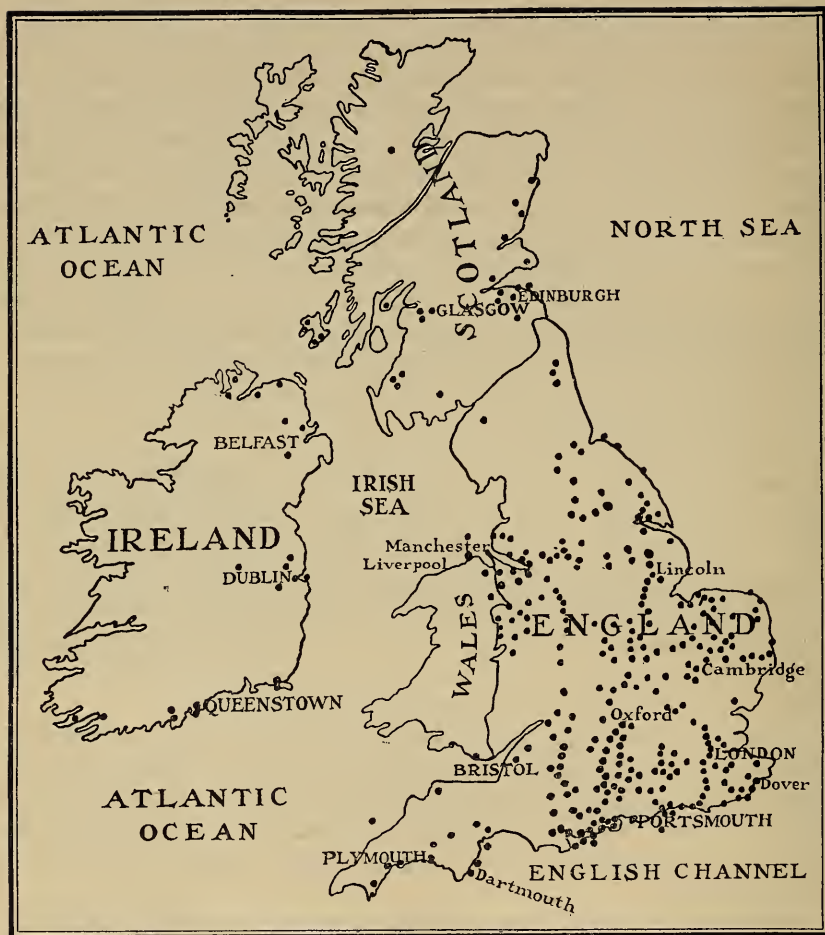 ATLANTIC
OCEAN
NORTH SEA
SCOTLAND
EDINBURGH
GLASGOW
BELFAST
IRISH
SEA
IRELAND
Manchester
Liverpool
DUBLIN
Lincoln
ENGLAND
WALES
Cambridge
QUEENSTOWN
Oxford
LONDON
BRISTOL
Dover
ATLANTIC
OCEAN
PORTSMOUTH
PLYMOUTH
ENGLISH CHANNEL
Dartmouth